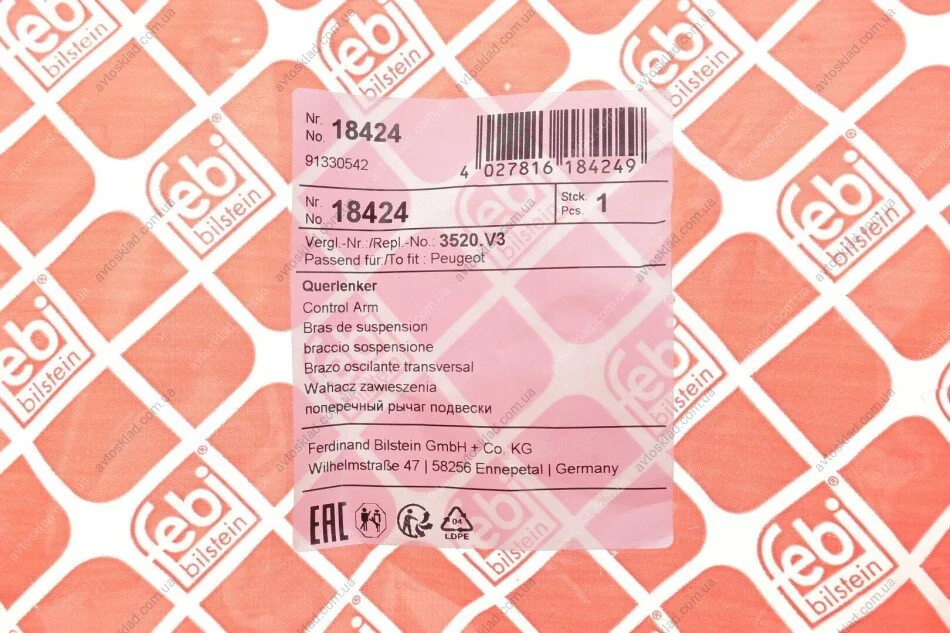 Nr.
No. 18424
91330542
4 027816 184249
Nr
No. 18424
Stck.
Pcs. 1
Vergl.-Nr./Repl.-No.: 3520.V3
Passend für/To fit : Peugeot
Querlenker
Control Arm
Bras de suspension
braccio sospensione
Brazo oscilante transversal
Wahacz zawieszenia
поперечный рычаг подвески
Ferdinand Bilstein GmbH + Co. KG
Wilhelmstraße 47 | 58256 Ennepetal | Germany
EAC
04
LDPE
febi
bilstein
avtosklad.com.ua